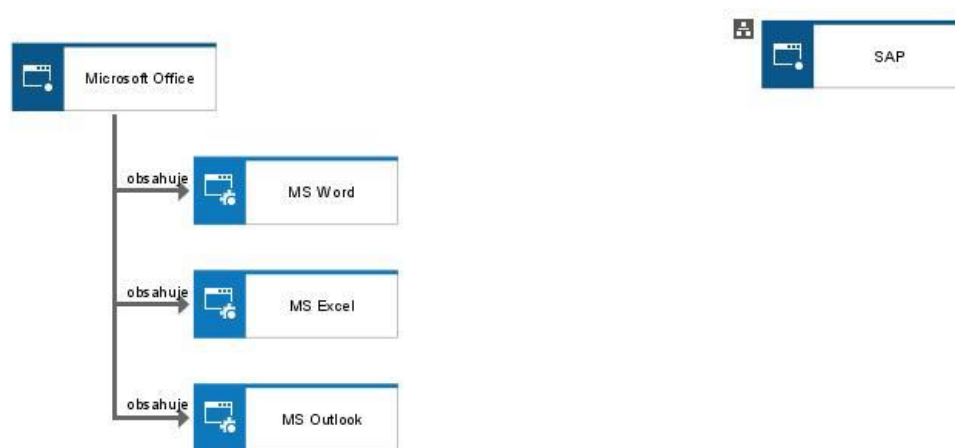 Microsoft Office
SAP
obsahuje
MS Word
obsahuje
MS Excel
obsahuje
MS Outlook